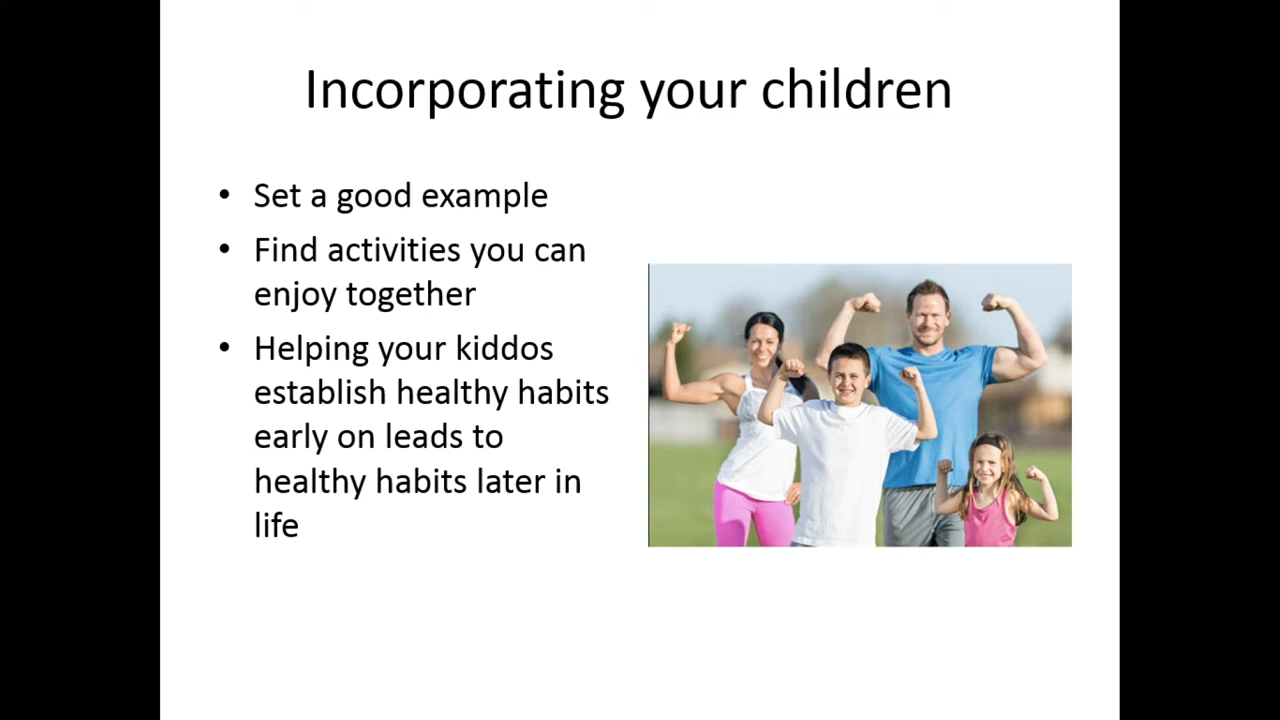 Incorporating your children
• Set a good example
• Find activities you can
enjoy together
• Helping your kiddos
establish healthy habits
early on leads to
healthy habits later in
life